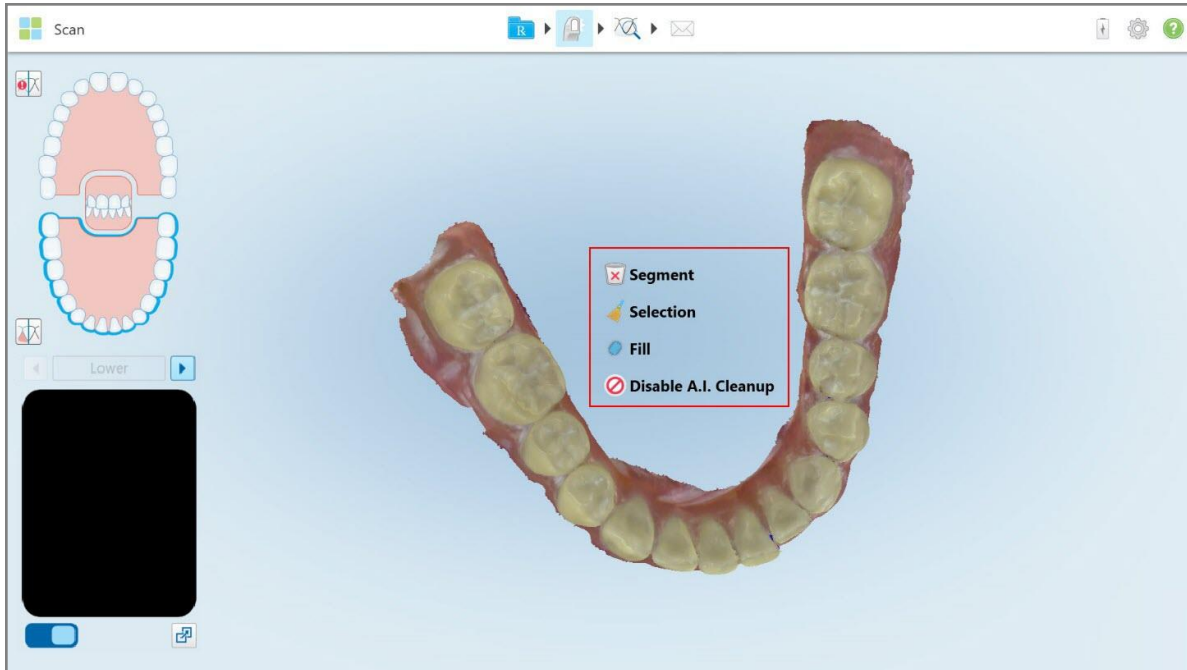 Scan
R
Segment
Selection
Fill
Disable A.I. Cleanup
Lower
?